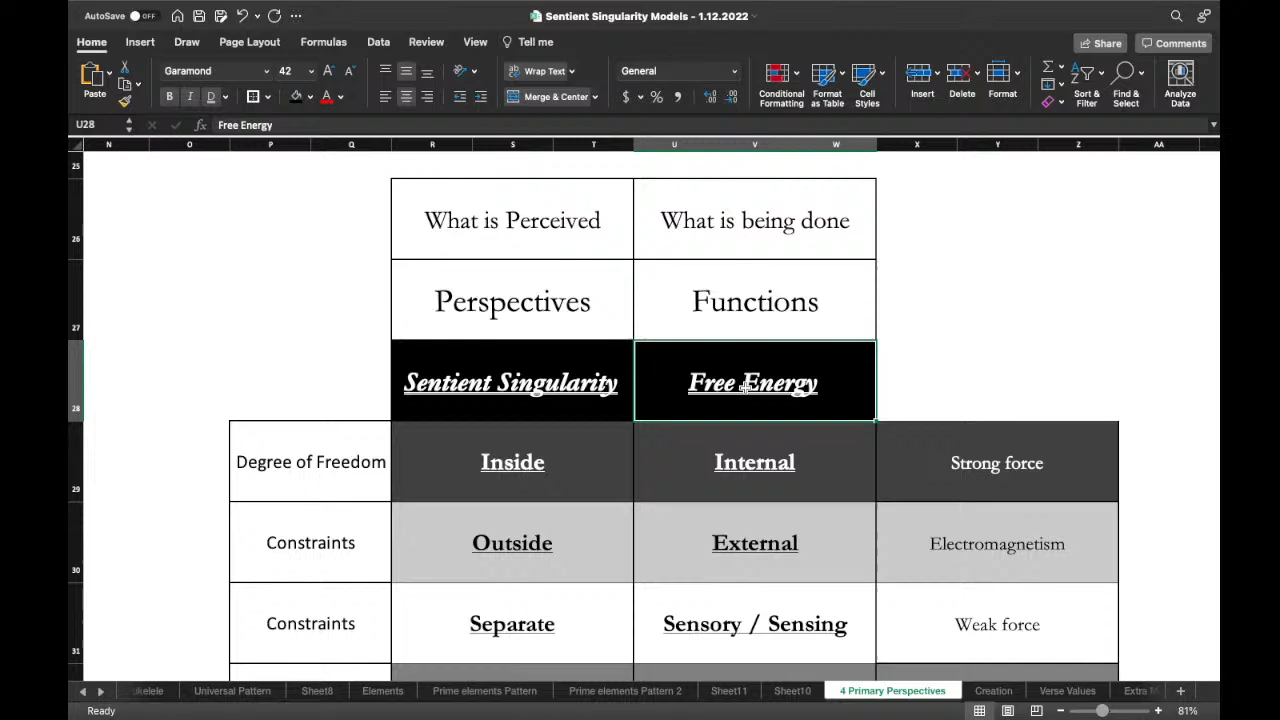 AutoSave OFF Sentient Singularity Models - 1.12.2022
Home Insert Draw Page Layout Formulas Data Review View Tell me Share Comments
Paste Garamond 42 Wrap Text General
B I D Merge & Center $ % Conditional Formatting Format as Table Cell Styles Insert Delete Format Sort & Filter Find & Select Analyze Data
U28 fx Free Energy
N O P Q R S T U V W X Y Z AA
25
26 What is Perceived What is being done
27 Perspectives Functions
28 Sentient Singularity Free Energy
29 Degree of Freedom Inside Internal Strong force
30 Constraints Outside External Electromagnetism
31 Constraints Separate Sensory / Sensing Weak force
ukelele Universal Pattern Sheet8 Elements Prime elements Pattern Prime elements Pattern 2 Sheet11 Sheet10 4 Primary Perspectives Creation Verse Values Extra
Ready 81%